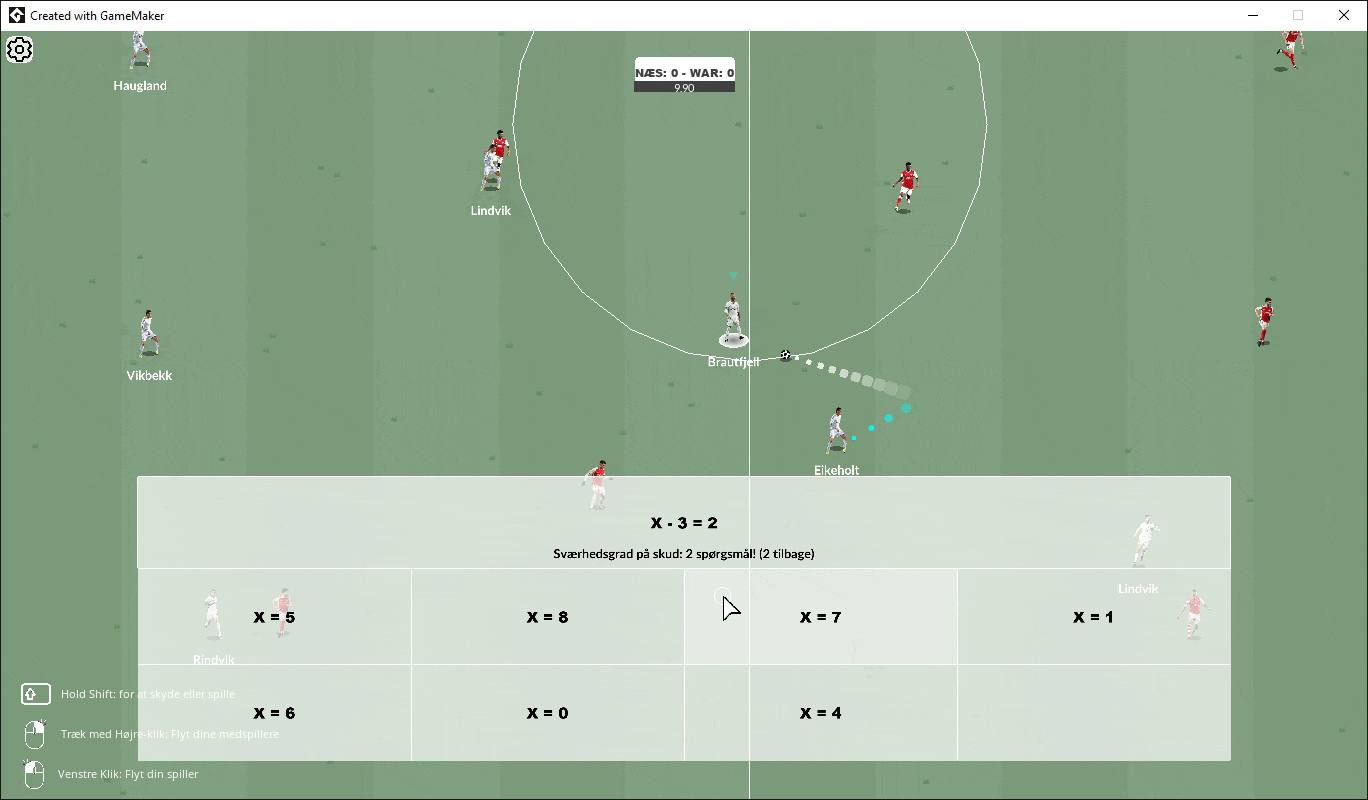 Created with GameMaker
NÆS: 0 - WAR: 0
9.90
Haugland
Lindvik
Vikbekk
Brautfjell
Eikeholt
X - 3 = 2
Sværhedsgrad på skud: 2 spørgsmål! (2 tilbage)
Lindvik
X = 5
X = 8
X = 7
X = 1
Rindvik
X = 6
X = 0
X = 4
Hold Shift: for at skyde eller spille
Træk med Højre-klik: Flyt dine medspillere
Venstre Klik: Flyt din spiller